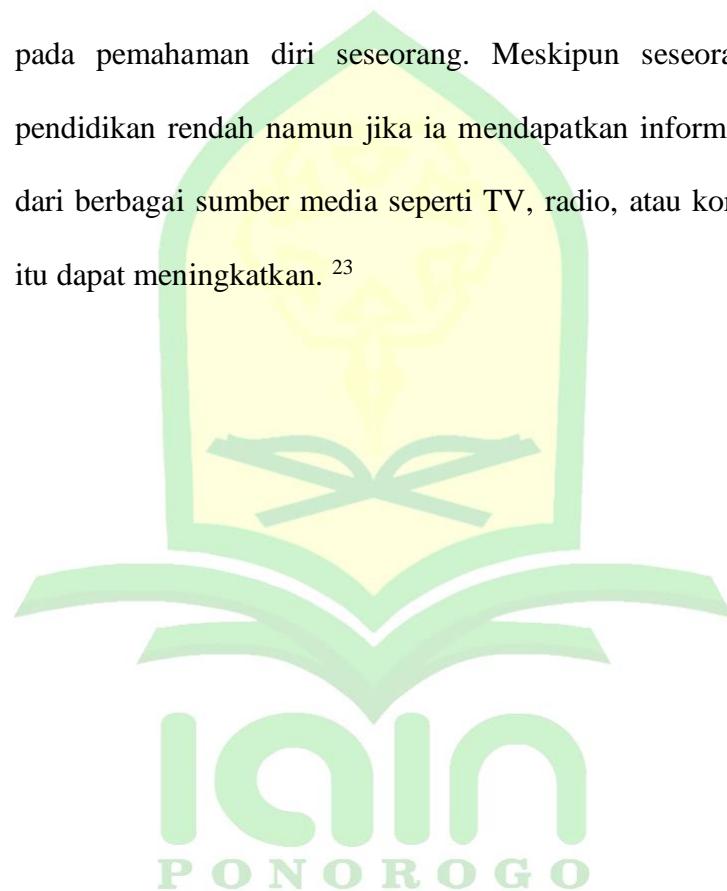 pada pemahaman diri seseorang. Meskipun
pendidikan rendah namun jika ia mendapatkan
dari berbagai sumber media seperti TV, radio, atau
itu dapat meningkatkan. 23
IAIN
PONOROGO